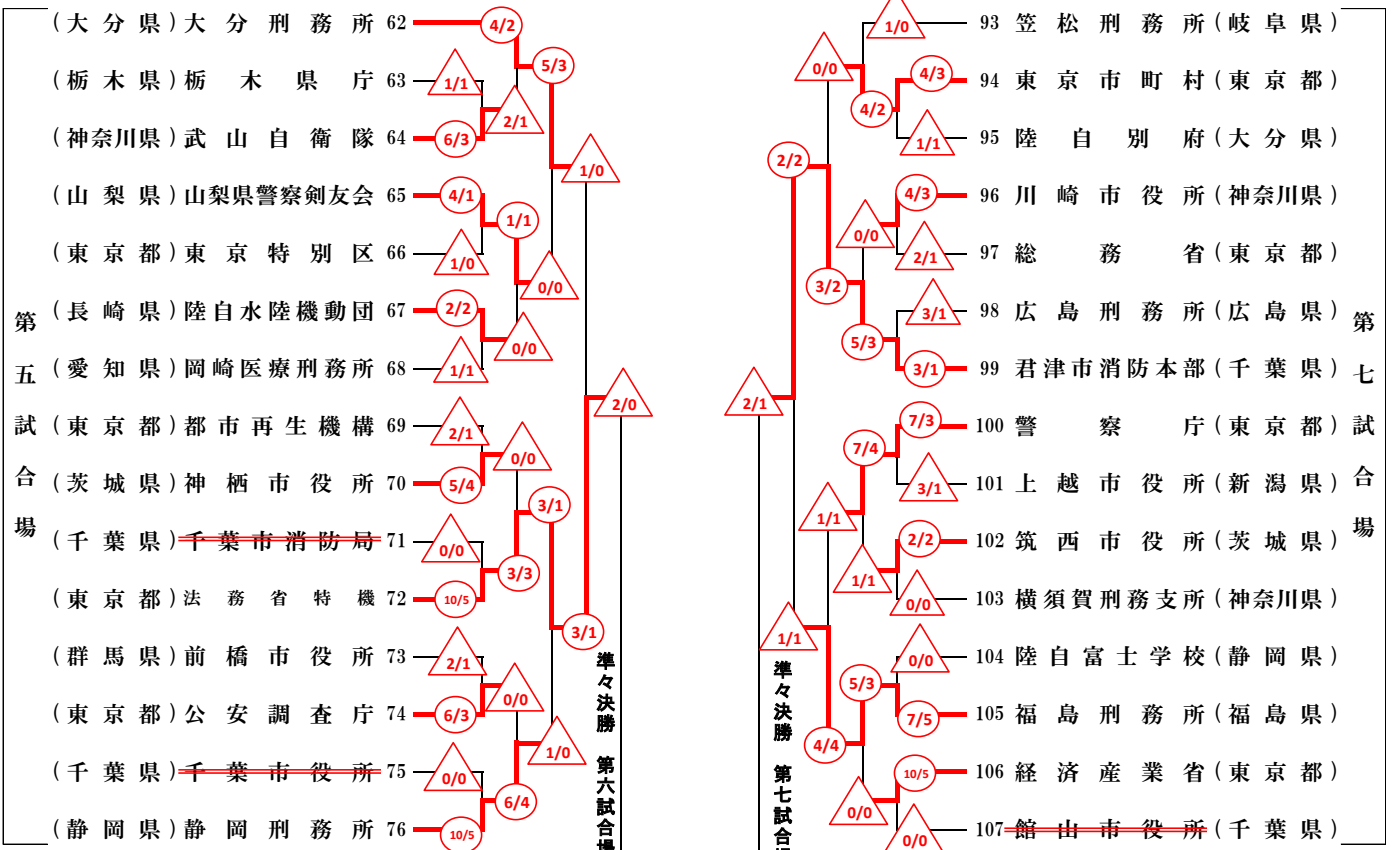 第五試合場
(大分県)大分刑務所 62
(栃木県)栃木県庁 63
(神奈川県)武山自衛隊 64
(山梨県)山梨県警察剣友会 65
(東京都)東京特別区 66
(長崎県)陸自水陸機動団 67
(愛知県)岡崎医療刑務所 68
(東京都)都市再生機構 69
(茨城県)神栖市役所 70
(千葉県)千葉市消防局 71
(東京都)法務省特機 72
(群馬県)前橋市役所 73
(東京都)公安調査庁 74
(千葉県)千葉市役所 75
(静岡県)静岡刑務所 76
4/2
1/1
6/3
4/1
1/0
2/2
1/1
2/1
5/4
0/0
10/5
2/1
6/3
0/0
10/5
2/1
1/1
0/0
0/0
3/3
0/0
6/4
5/3
0/0
3/1
1/0
1/0
3/1
2/0
準々決勝 第六試合場
準々決勝 第七試合場
2/1
2/2
1/1
0/0
3/2
1/1
4/4
4/2
0/0
5/3
7/4
1/1
5/3
0/0
1/0
4/3
1/1
4/3
2/1
3/1
3/1
7/3
3/1
2/2
0/0
0/0
7/5
10/5
0/0
93 笠松刑務所(岐阜県)
94 東京市町村(東京都)
95 陸自別府(大分県)
96 川崎市役所(神奈川県)
97 総務省(東京都)
98 広島刑務所(広島県)
99 君津市消防本部(千葉県)
100 警察庁(東京都)
101 上越市役所(新潟県)
102 筑西市役所(茨城県)
103 横須賀刑務支所(神奈川県)
104 陸自富士学校(静岡県)
105 福島刑務所(福島県)
106 経済産業省(東京都)
107 館山市役所(千葉県)
第七試合場